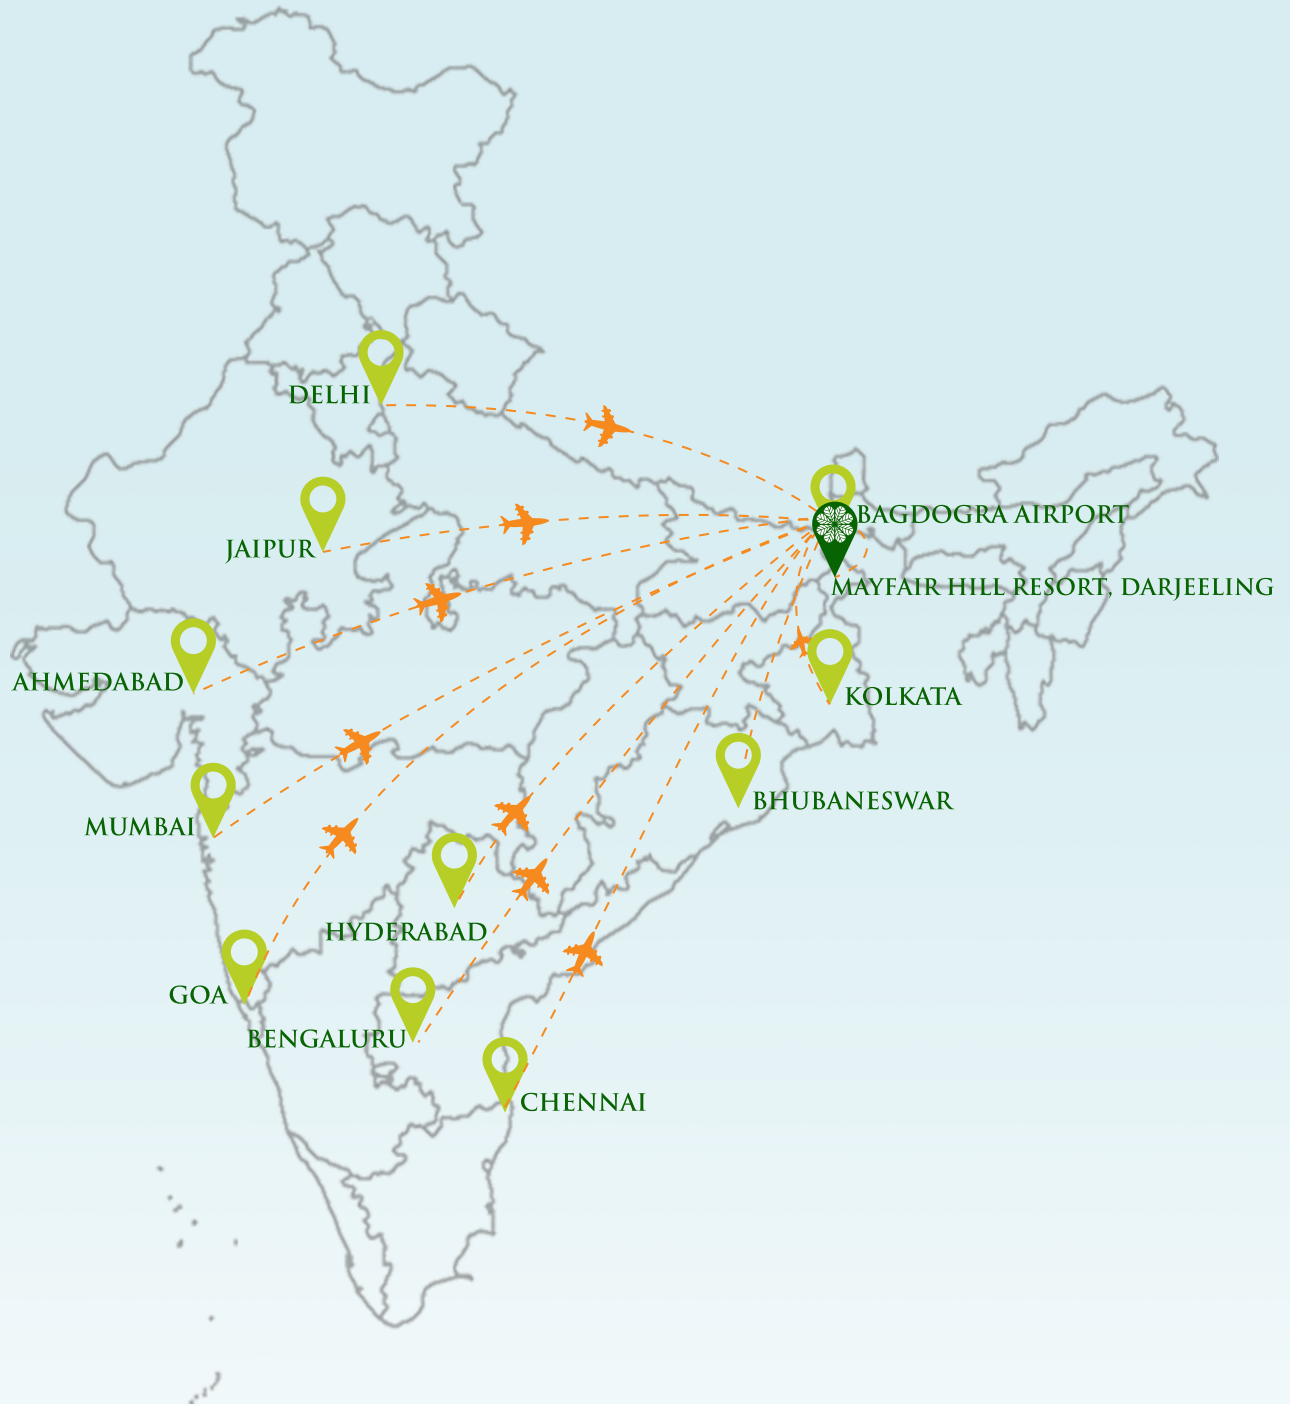 DELHI
BAGDOGRA AIRPORT
JAIPUR
MAYFAIR HILL RESORT, DARJEELING
AHMEDABAD
KOLKATA
BHUBANESWAR
MUMBAI
HYDERABAD
GOA
BENGALURU
CHENNAI